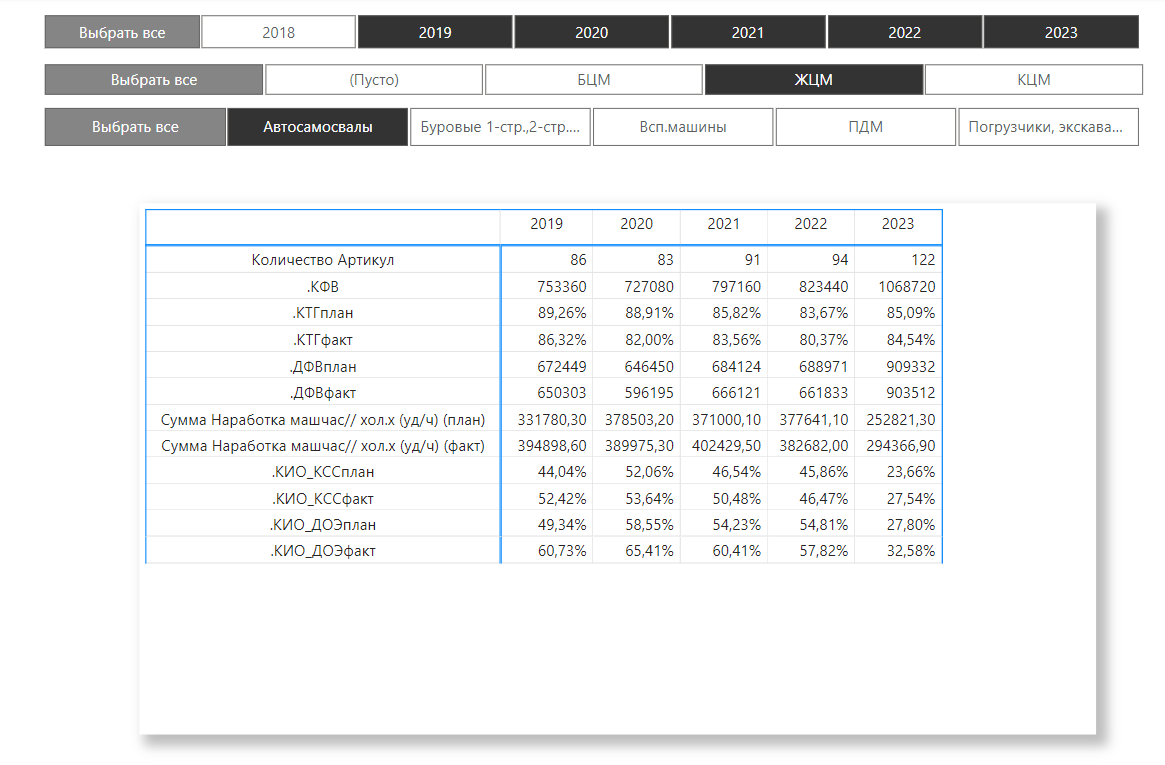 Выбрать все 2018 2019 2020 2021 2022 2023
Выбрать все (Пусто) БЦМ ЖЦМ КЦМ
Выбрать все Автосамосвалы Буровые 1-стр.,2-стр.... Всп.машины ПДМ Погрузчики, экскава...
2019 2020 2021 2022 2023
Количество Артикул 86 83 91 94 122
.КФВ 753360 727080 797160 823440 1068720
.КТГплан 89,26% 88,91% 85,82% 83,67% 85,09%
.КТГфакт 86,32% 82,00% 83,56% 80,37% 84,54%
.ДФВплан 672449 646450 684124 688971 909332
.ДФВфакт 650303 596195 666121 661833 903512
Сумма Наработка машчас// хол.х (уд/ч) (план) 331780,30 378503,20 371000,10 377641,10 252821,30
Сумма Наработка машчас// хол.х (уд/ч) (факт) 394898,60 389975,30 402429,50 382682,00 294366,90
.КИО_КССплан 44,04% 52,06% 46,54% 45,86% 23,66%
.КИО_КССфакт 52,42% 53,64% 50,48% 46,47% 27,54%
.КИО_ДОЭплан 49,34% 58,55% 54,23% 54,81% 27,80%
.КИО_ДОЭфакт 60,73% 65,41% 60,41% 57,82% 32,58%